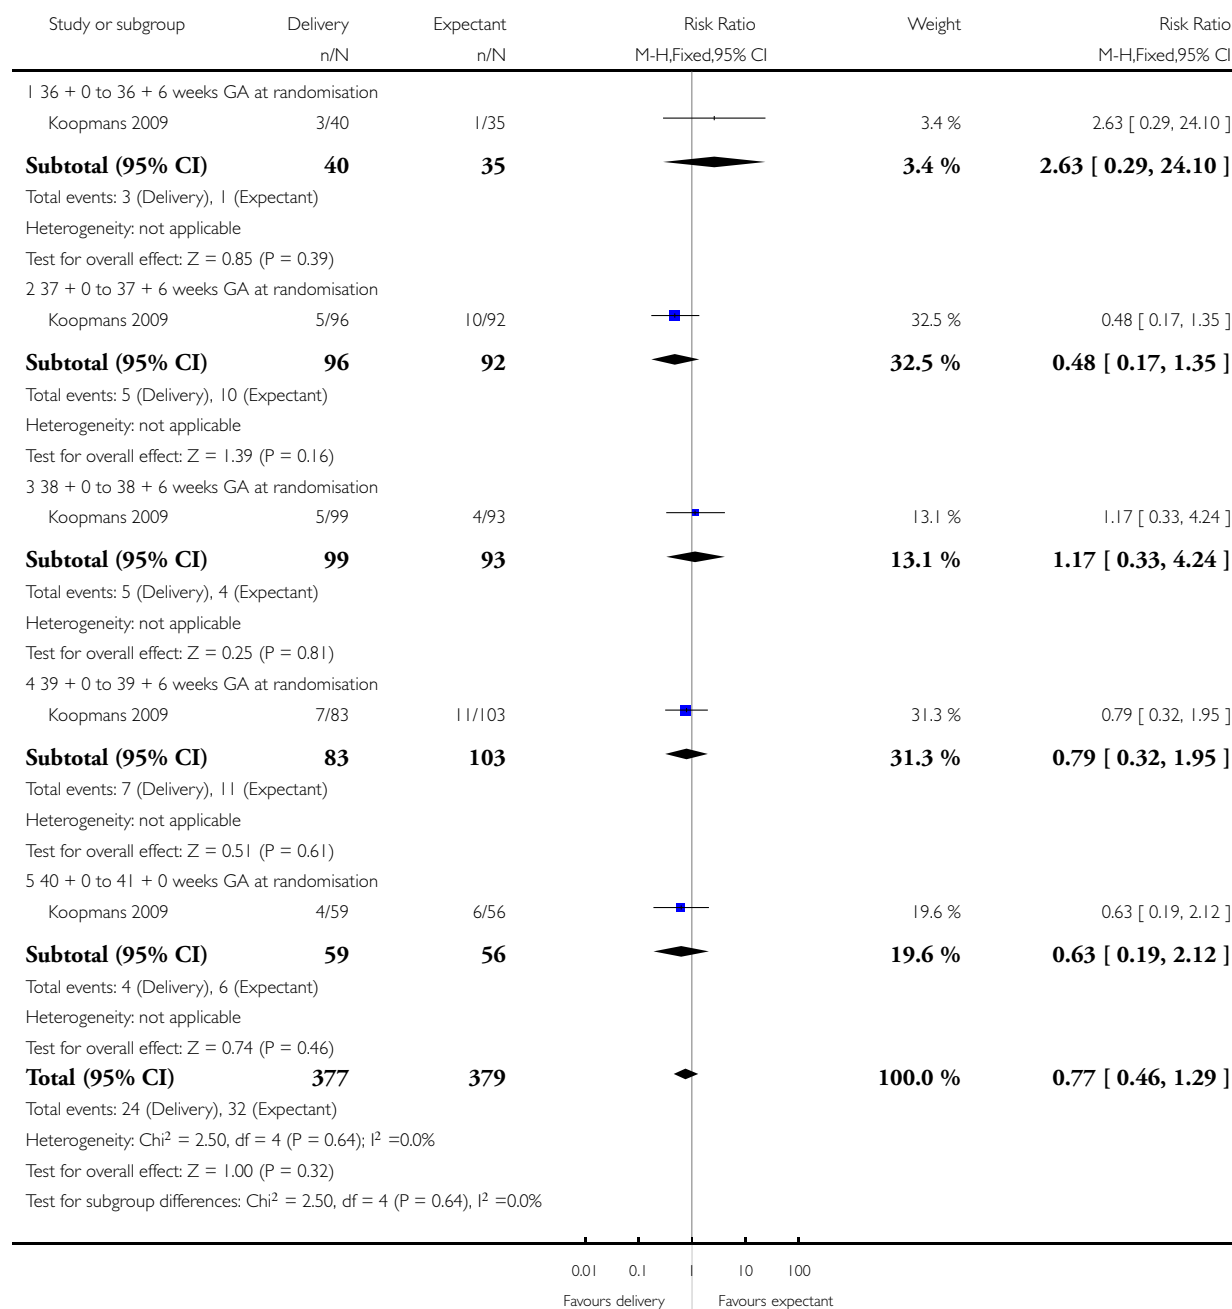 Study or subgroup Delivery Expectant Risk Ratio Weight Risk Ratio
n/N n/N M-H,Fixed,95% CI M-H,Fixed,95% CI
1 36 + 0 to 36 + 6 weeks GA at randomisation
Koopmans 2009 3/40 1/35 3.4 % 2.63 [ 0.29, 24.10 ]
Subtotal (95% CI) 40 35 3.4 % 2.63 [ 0.29, 24.10 ]
Total events: 3 (Delivery), 1 (Expectant)
Heterogeneity: not applicable
Test for overall effect: Z = 0.85 (P = 0.39)
2 37 + 0 to 37 + 6 weeks GA at randomisation
Koopmans 2009 5/96 10/92 32.5 % 0.48 [ 0.17, 1.35 ]
Subtotal (95% CI) 96 92 32.5 % 0.48 [ 0.17, 1.35 ]
Total events: 5 (Delivery), 10 (Expectant)
Heterogeneity: not applicable
Test for overall effect: Z = 1.39 (P = 0.16)
3 38 + 0 to 38 + 6 weeks GA at randomisation
Koopmans 2009 5/99 4/93 13.1 % 1.17 [ 0.33, 4.24 ]
Subtotal (95% CI) 99 93 13.1 % 1.17 [ 0.33, 4.24 ]
Total events: 5 (Delivery), 4 (Expectant)
Heterogeneity: not applicable
Test for overall effect: Z = 0.25 (P = 0.81)
4 39 + 0 to 39 + 6 weeks GA at randomisation
Koopmans 2009 7/83 11/103 31.3 % 0.79 [ 0.32, 1.95 ]
Subtotal (95% CI) 83 103 31.3 % 0.79 [ 0.32, 1.95 ]
Total events: 7 (Delivery), 11 (Expectant)
Heterogeneity: not applicable
Test for overall effect: Z = 0.51 (P = 0.61)
5 40 + 0 to 41 + 0 weeks GA at randomisation
Koopmans 2009 4/59 6/56 19.6 % 0.63 [ 0.19, 2.12 ]
Subtotal (95% CI) 59 56 19.6 % 0.63 [ 0.19, 2.12 ]
Total events: 4 (Delivery), 6 (Expectant)
Heterogeneity: not applicable
Test for overall effect: Z = 0.74 (P = 0.46)
Total (95% CI) 377 379 100.0 % 0.77 [ 0.46, 1.29 ]
Total events: 24 (Delivery), 32 (Expectant)
Heterogeneity: Chi² = 2.50, df = 4 (P = 0.64); I² =0.0%
Test for overall effect: Z = 1.00 (P = 0.32)
Test for subgroup differences: Chi² = 2.50, df = 4 (P = 0.64), I² =0.0%
0.01 0.1 1 10 100
Favours delivery Favours expectant